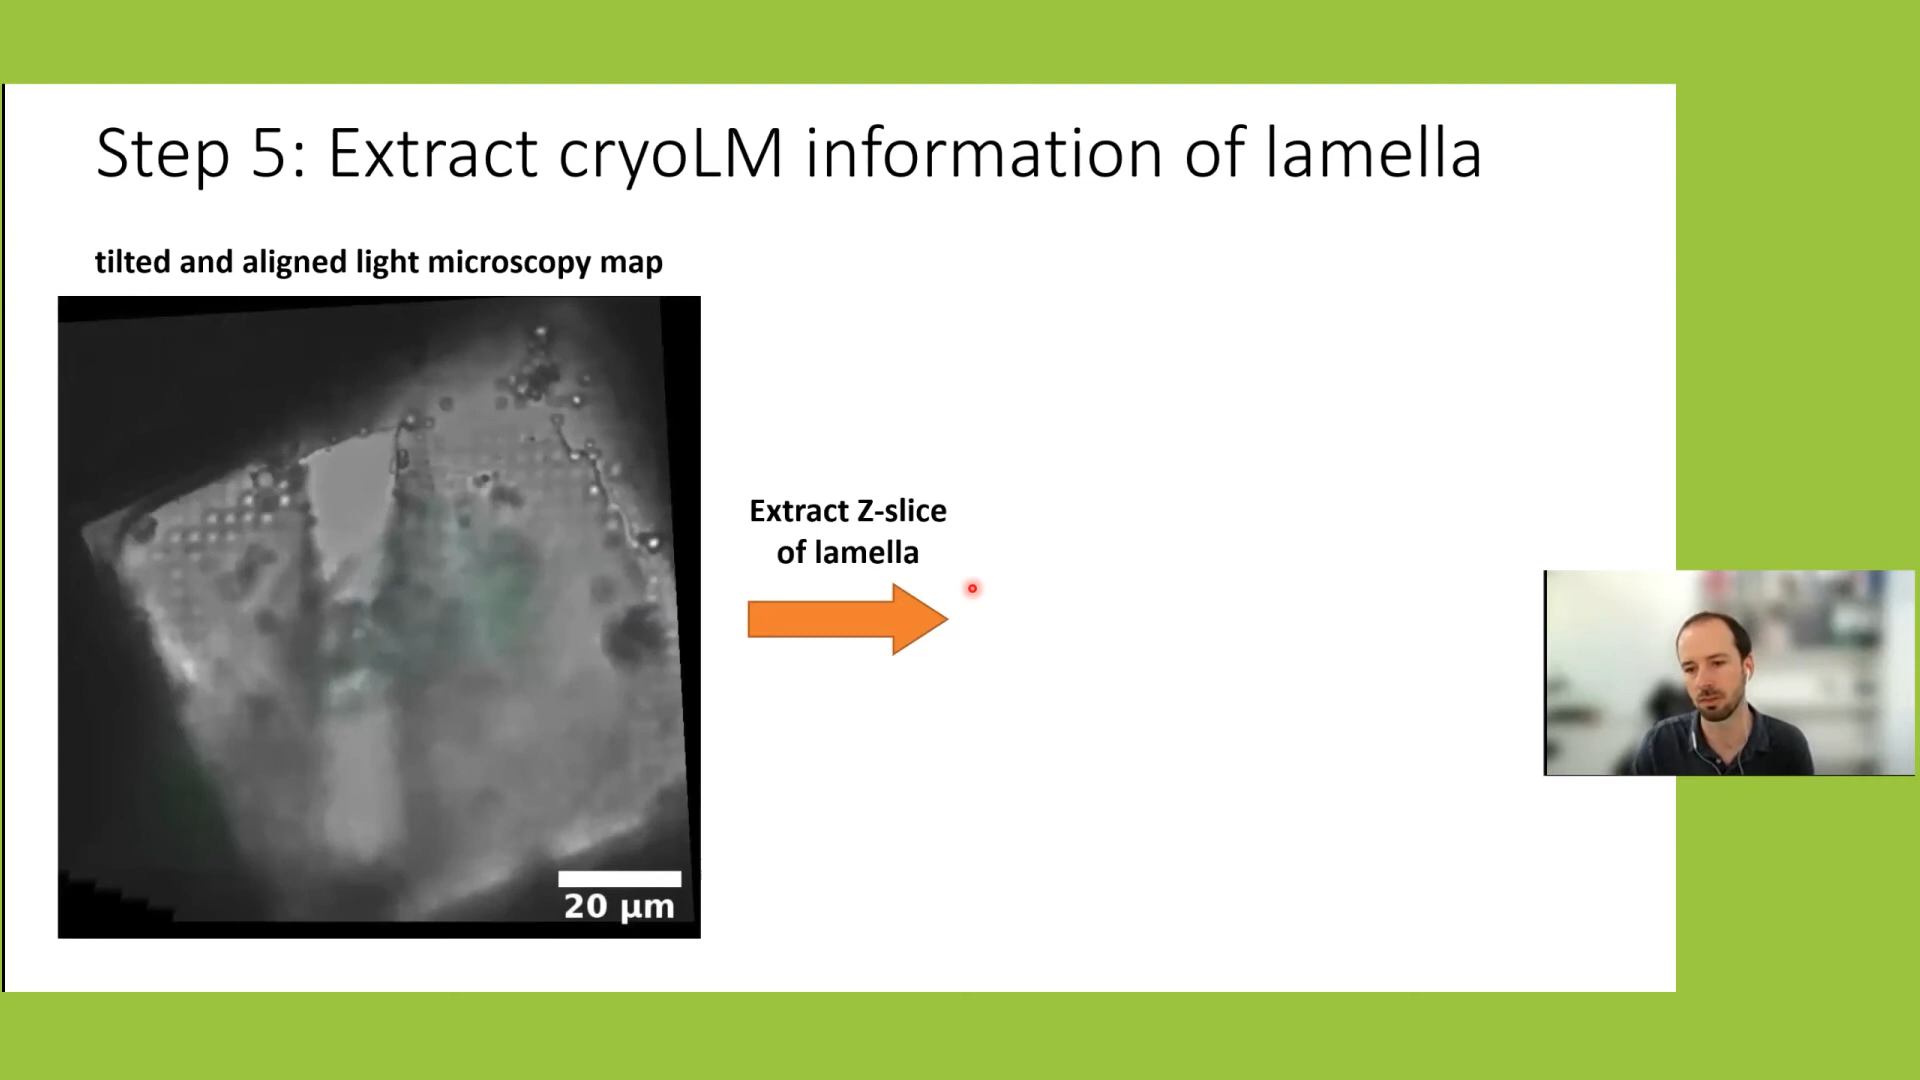 Step 5: Extract cryoLM information of lamella
tilted and aligned light microscopy map
Extract Z-slice
of lamella
20 µm